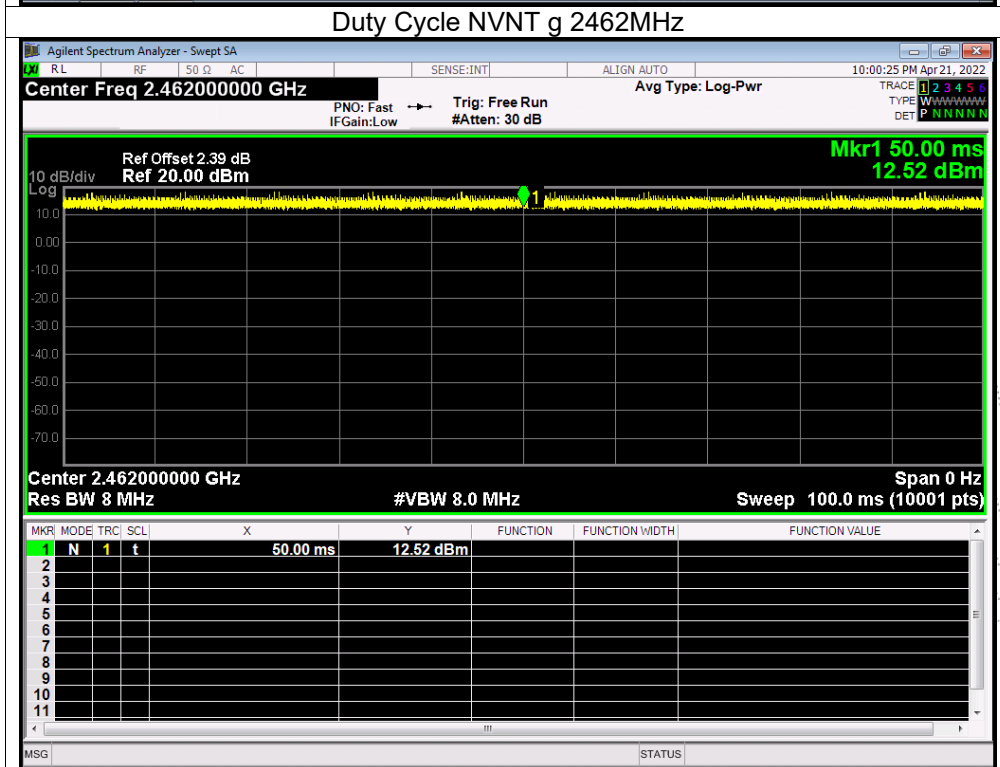 Duty Cycle NVNT g 2462MHz
Agilent Spectrum Analyzer - Swept SA
LXI RL RF 50 Ω AC SENSE:INT ALIGN AUTO 10:00:25 PM Apr 21, 2022
Center Freq 2.462000000 GHz Avg Type: Log-Pwr TRACE 1 2 3 4 5 6
PNO: Fast Trig: Free Run TYPE WWWWWWW
IFGain:Low #Atten: 30 dB DET P N N N N N
Ref Offset 2.39 dB Mkr1 50.00 ms
10 dB/div Ref 20.00 dBm 12.52 dBm
Log
1
10.0
0.00
-10.0
-20.0
-30.0
-40.0
-50.0
-60.0
-70.0
Center 2.462000000 GHz Span 0 Hz
Res BW 8 MHz #VBW 8.0 MHz Sweep 100.0 ms (10001 pts)
MKR MODE TRC SCL X Y FUNCTION FUNCTION WIDTH FUNCTION VALUE
1 N 1 t 50.00 ms 12.52 dBm
2
3
4
5
6
7
8
9
10
11
MSG STATUS